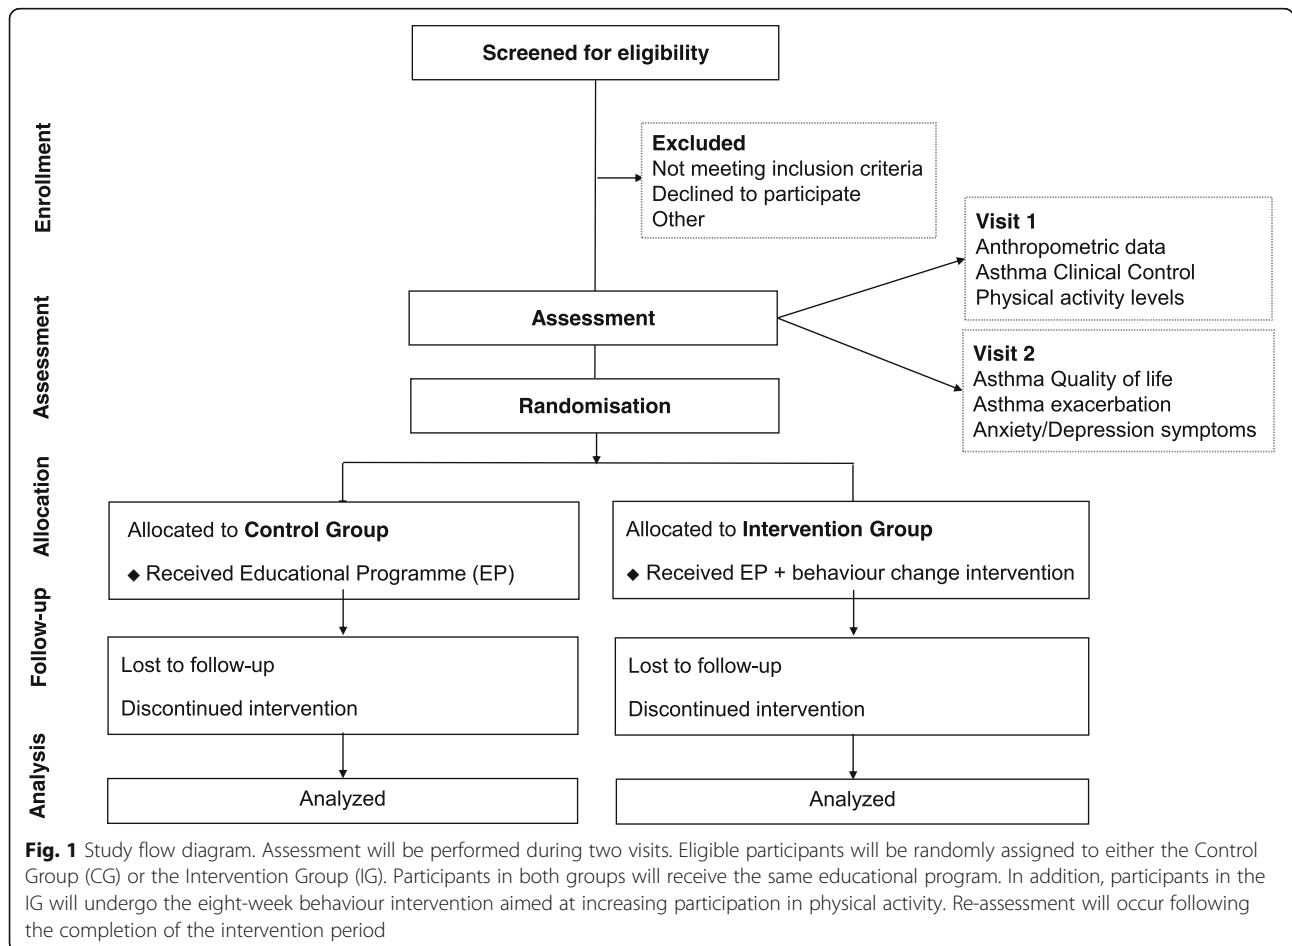 Screened for eligibility
Enrollment
Excluded
Not meeting inclusion criteria
Declined to participate
Other
Visit 1
Anthropometric data
Asthma Clinical Control
Physical activity levels
Assessment
Assessment
Visit 2
Asthma Quality of life
Asthma exacerbation
Anxiety/Depression symptoms
Randomisation
Allocation
Allocated to Control Group
◆ Received Educational Programme (EP)
Allocated to Intervention Group
◆ Received EP + behaviour change intervention
Follow-up
Lost to follow-up
Discontinued intervention
Lost to follow-up
Discontinued intervention
Analysis
Analyzed
Analyzed
Fig. 1 Study flow diagram. Assessment will be performed during two visits. Eligible participants will be randomly assigned to either the Control
Group (CG) or the Intervention Group (IG). Participants in both groups will receive the same educational program. In addition, participants in the
IG will undergo the eight-week behaviour intervention aimed at increasing participation in physical activity. Re-assessment will occur following
the completion of the intervention period